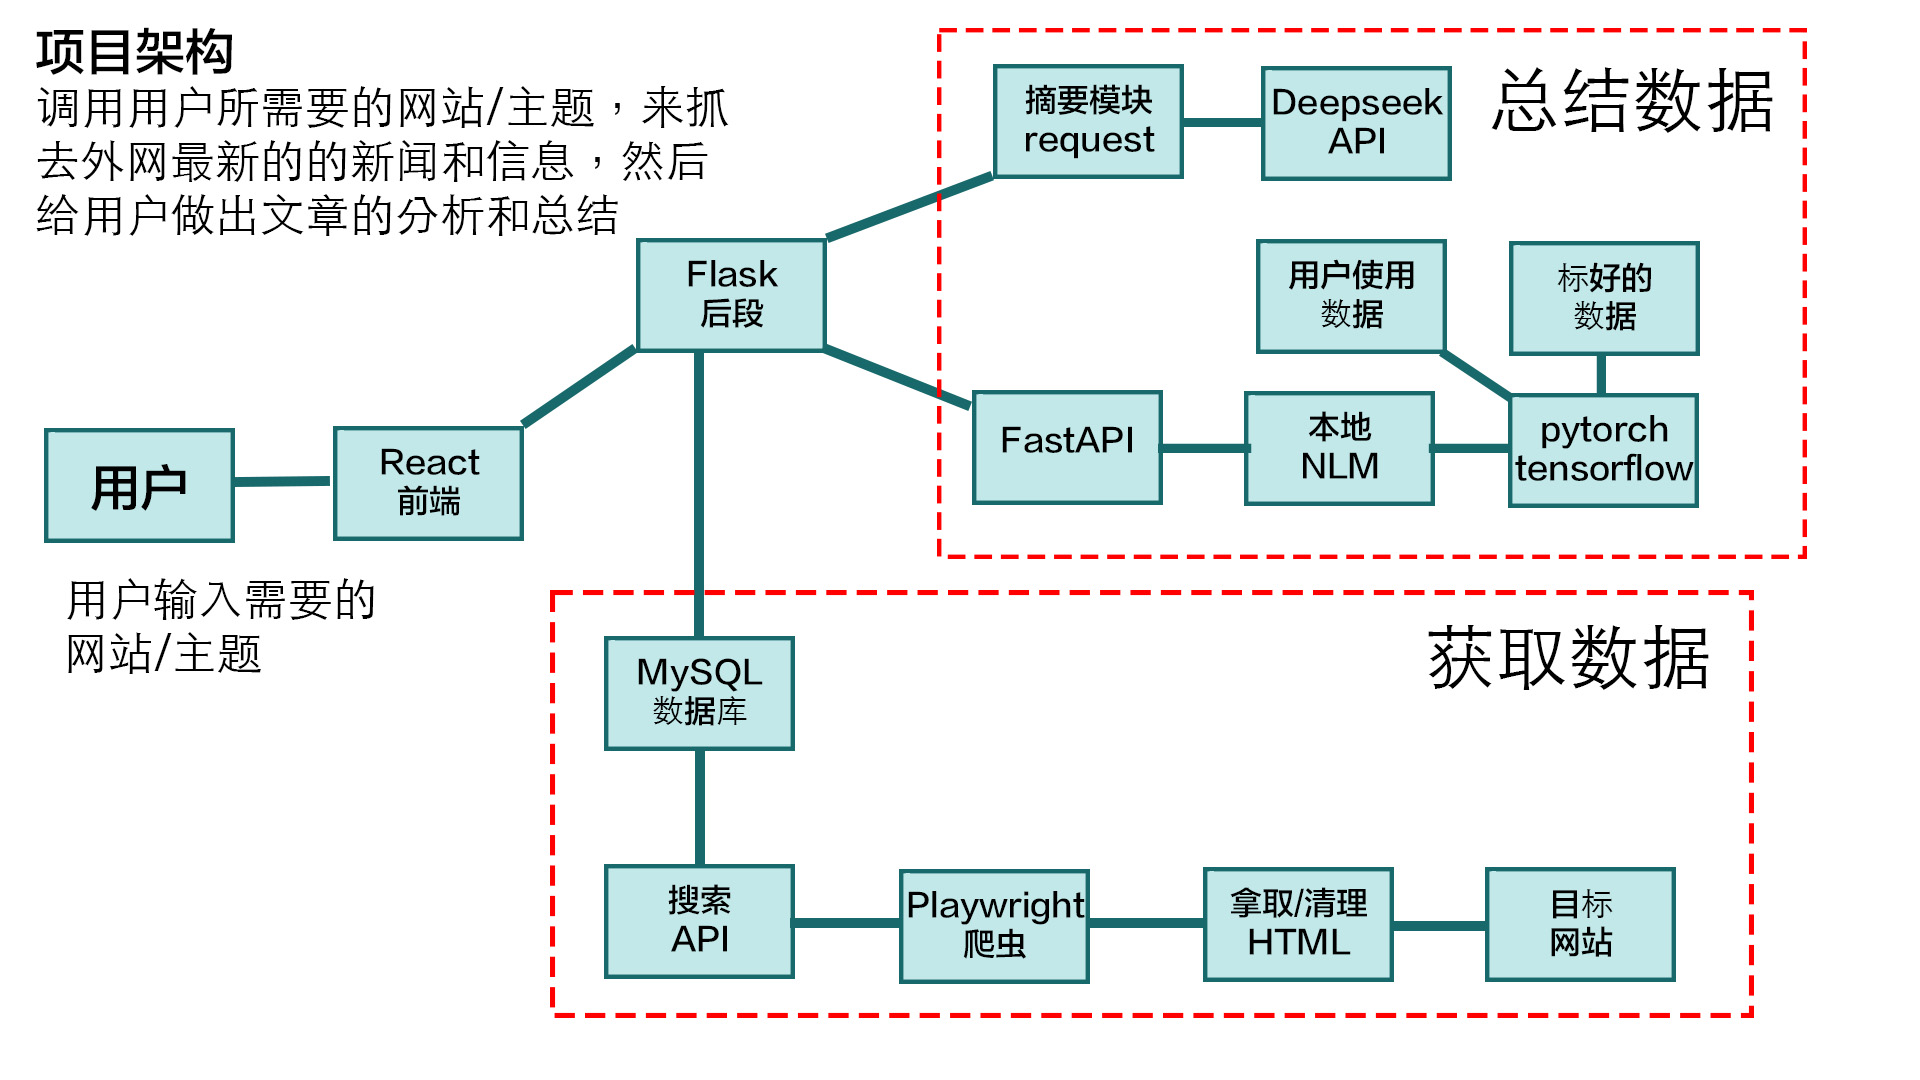 项目架构
调用用户所需要的网站/主题，来抓
去外网最新的的新闻和信息，然后
给用户做出文章的分析和总结
总结数据
摘要模块
request
Deepseek
API
Flask
后段
用户使用
数据
标好的
数据
用户
React
前端
FastAPI
本地
NLM
pytorch
tensorflow
用户输入需要的
网站/主题
获取数据
MySQL
数据库
搜索
API
Playwright
爬虫
拿取/清理
HTML
目标
网站